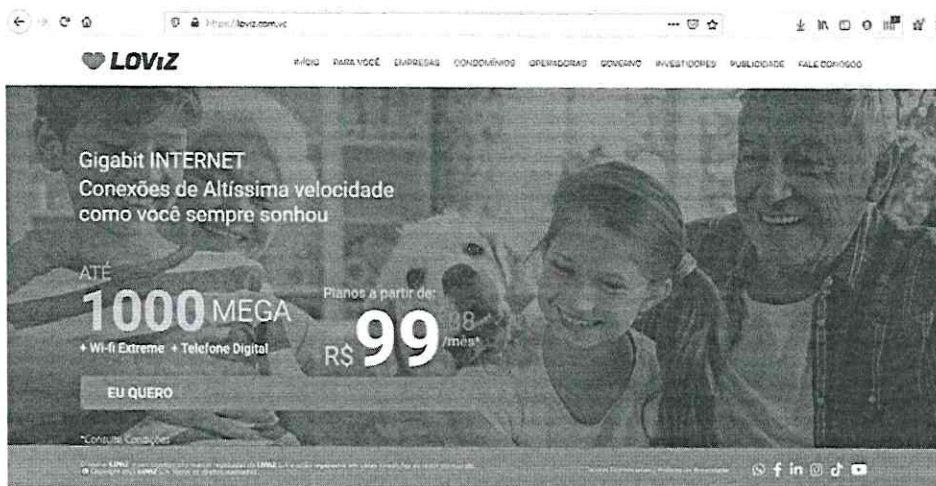 https://loviz.com.vc
LOVIZ
INÍCIO PARA VOCÊ EMPRESAS CONDOMÍNIOS OPERADORAS GOVERNO INVESTIDORES PUBLICIDADE FALE CONOSCO
Gigabit INTERNET
Conexões de Altíssima velocidade
como você sempre sonhou
ATÉ
1000 MEGA
+ Wi-fi Extreme + Telefone Digital
Planos a partir de:
R$ 99
/mês*
EU QUERO
*Consulte Condições